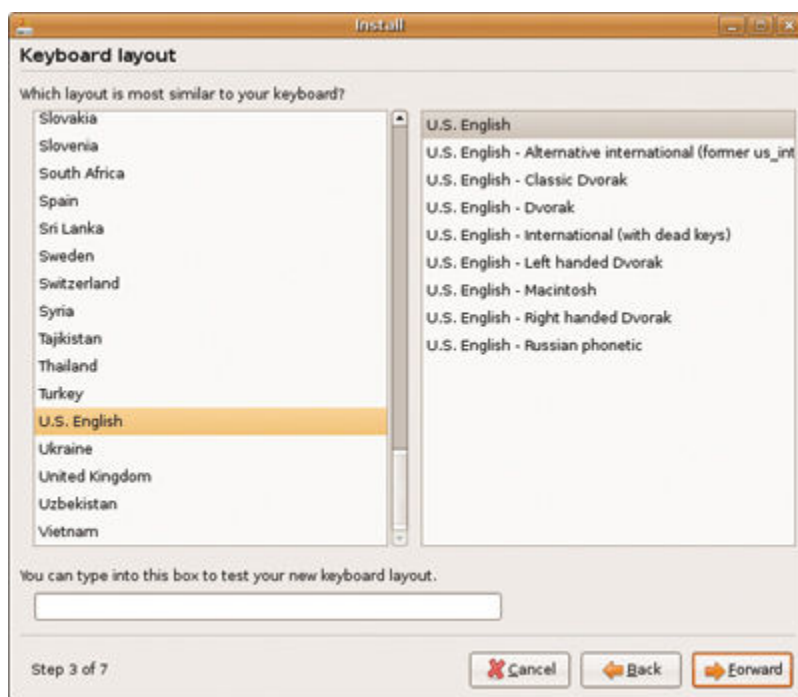 Install
Keyboard layout
Which layout is most similar to your keyboard?
Slovakia
Slovenia
South Africa
Spain
Sri Lanka
Sweden
Switzerland
Syria
Tajikistan
Thailand
Turkey
U.S. English
Ukraine
United Kingdom
Uzbekistan
Vietnam
U.S. English
U.S. English - Alternative international (former us_int
U.S. English - Classic Dvorak
U.S. English - Dvorak
U.S. English - International (with dead keys)
U.S. English - Left handed Dvorak
U.S. English - Macintosh
U.S. English - Right handed Dvorak
U.S. English - Russian phonetic
You can type into this box to test your new keyboard layout.
Step 3 of 7
Cancel
Back
Forward